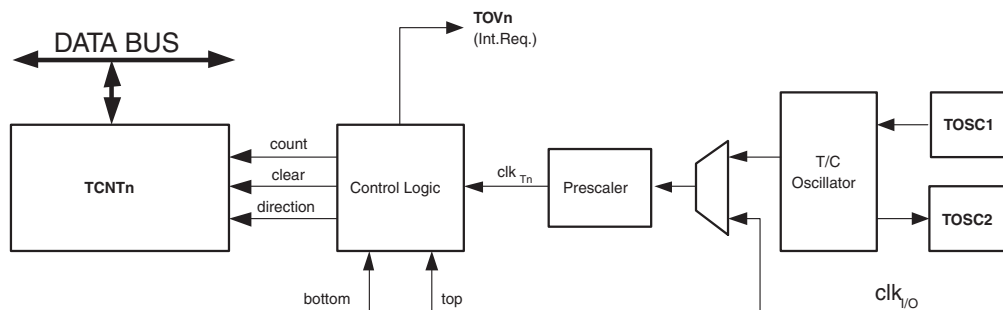 DATA BUS
TOVn
(Int.Req.)
TCNTn
count
clear
direction
Control Logic
clk Tn
Prescaler
T/C
Oscillator
TOSC1
TOSC2
bottom
top
clkI/O